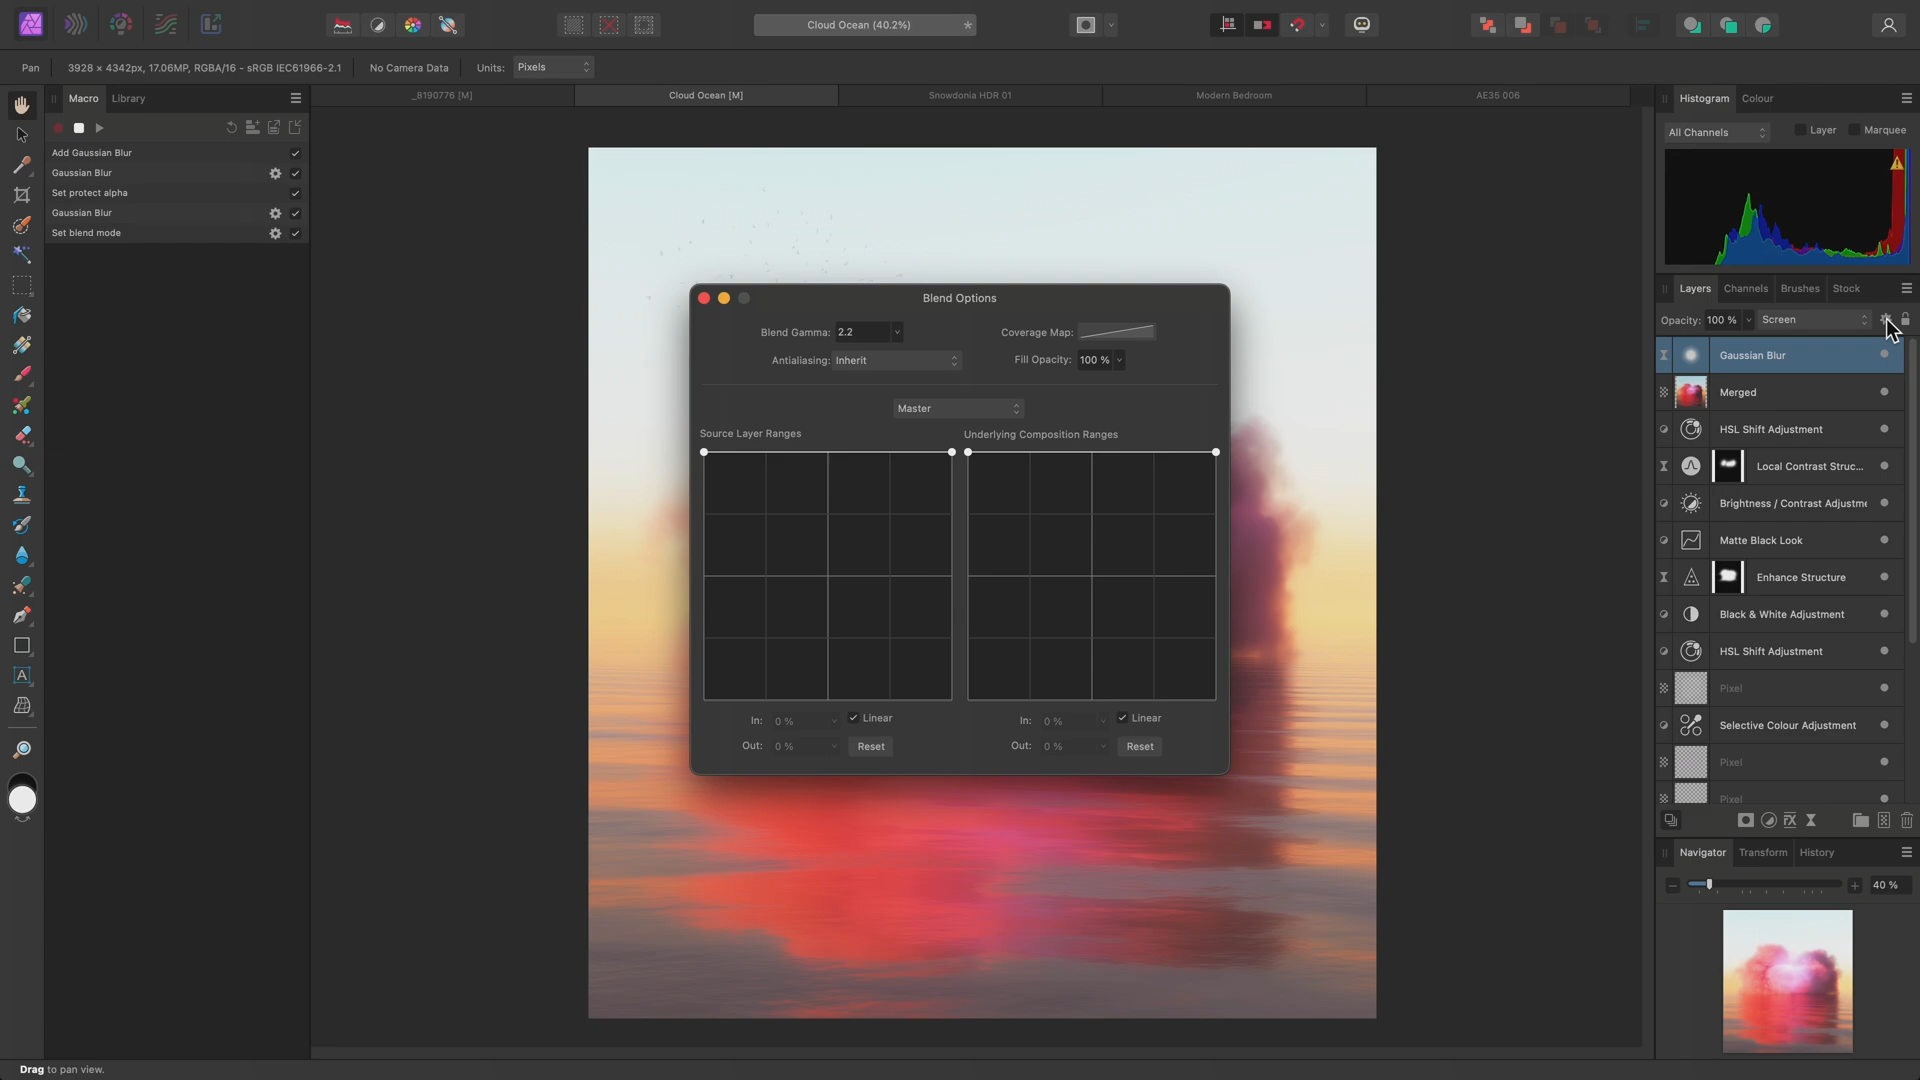 Cloud Ocean (40.2%)
*
Pan
3928 × 4342px, 17.06MP, RGBA/16 - sRGB IEC61966-2.1
No Camera Data
Units:
Pixels
Macro
Library
_8190776 [M]
Cloud Ocean [M]
Snowdonia HDR 01
Modern Bedroom
AE35 006
Histogram
Colour
All Channels
Layer
Marquee
Add Gaussian Blur
Gaussian Blur
Set protect alpha
Gaussian Blur
Set blend mode
Blend Options
Blend Gamma:
2.2
Coverage Map:
Antialiasing:
Inherit
Fill Opacity:
100 %
Master
Source Layer Ranges
Underlying Composition Ranges
In:
0 %
Linear
In:
0 %
Linear
Out:
0 %
Reset
Out:
0 %
Reset
Layers
Channels
Brushes
Stock
Opacity:
100 %
Screen
Gaussian Blur
Merged
HSL Shift Adjustment
Local Contrast Struc...
Brightness / Contrast Adjustme
Matte Black Look
Enhance Structure
Black & White Adjustment
HSL Shift Adjustment
Pixel
Selective Colour Adjustment
Pixel
Pixel
Navigator
Transform
History
40 %
Drag to pan view.